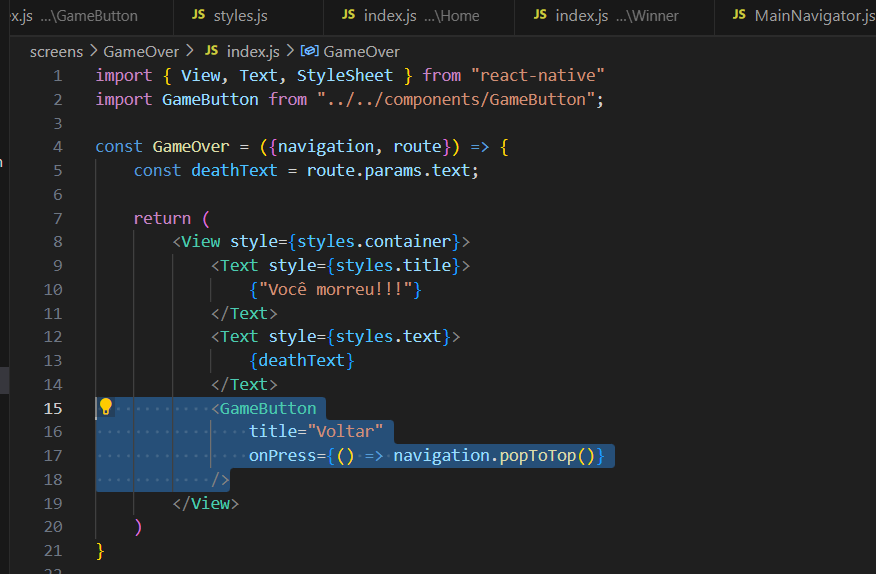 x.js ...\GameButton JS styles.js JS index.js ...\Home JS index.js ...\Winner JS MainNavigator.js
screens > GameOver > JS index.js > GameOver
1 import { View, Text, StyleSheet } from "react-native"
2 import GameButton from "../../components/GameButton";
3
4 const GameOver = ({navigation, route}) => {
5 const deathText = route.params.text;
6
7 return (
8 <View style={styles.container}>
9 <Text style={styles.title}>
10 {"Você morreu!!!"}
11 </Text>
12 <Text style={styles.text}>
13 {deathText}
14 </Text>
15 <GameButton
16 title="Voltar"
17 onPress={() => navigation.popToTop()}
18 />
19 </View>
20 )
21 }